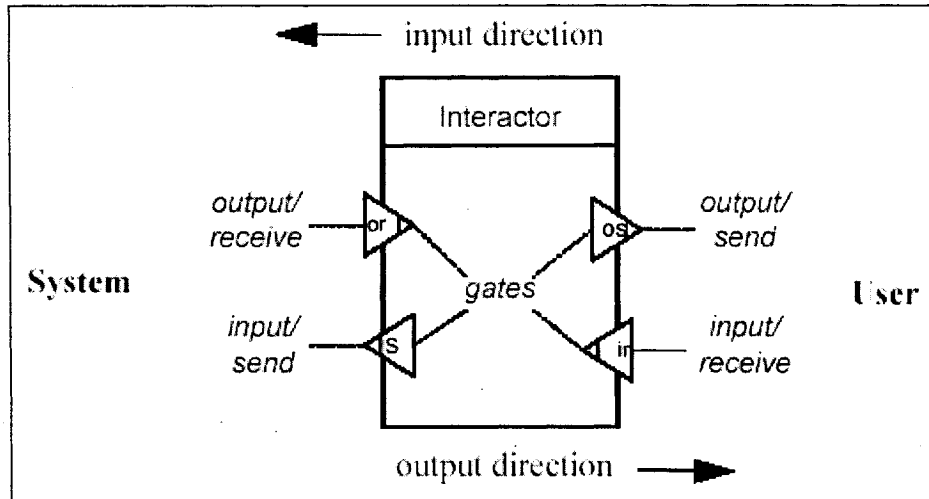 input direction
Interactor
output/
receive
or
os
output/
send
gates
System
User
input/
send
s
ir
input/
receive
output direction